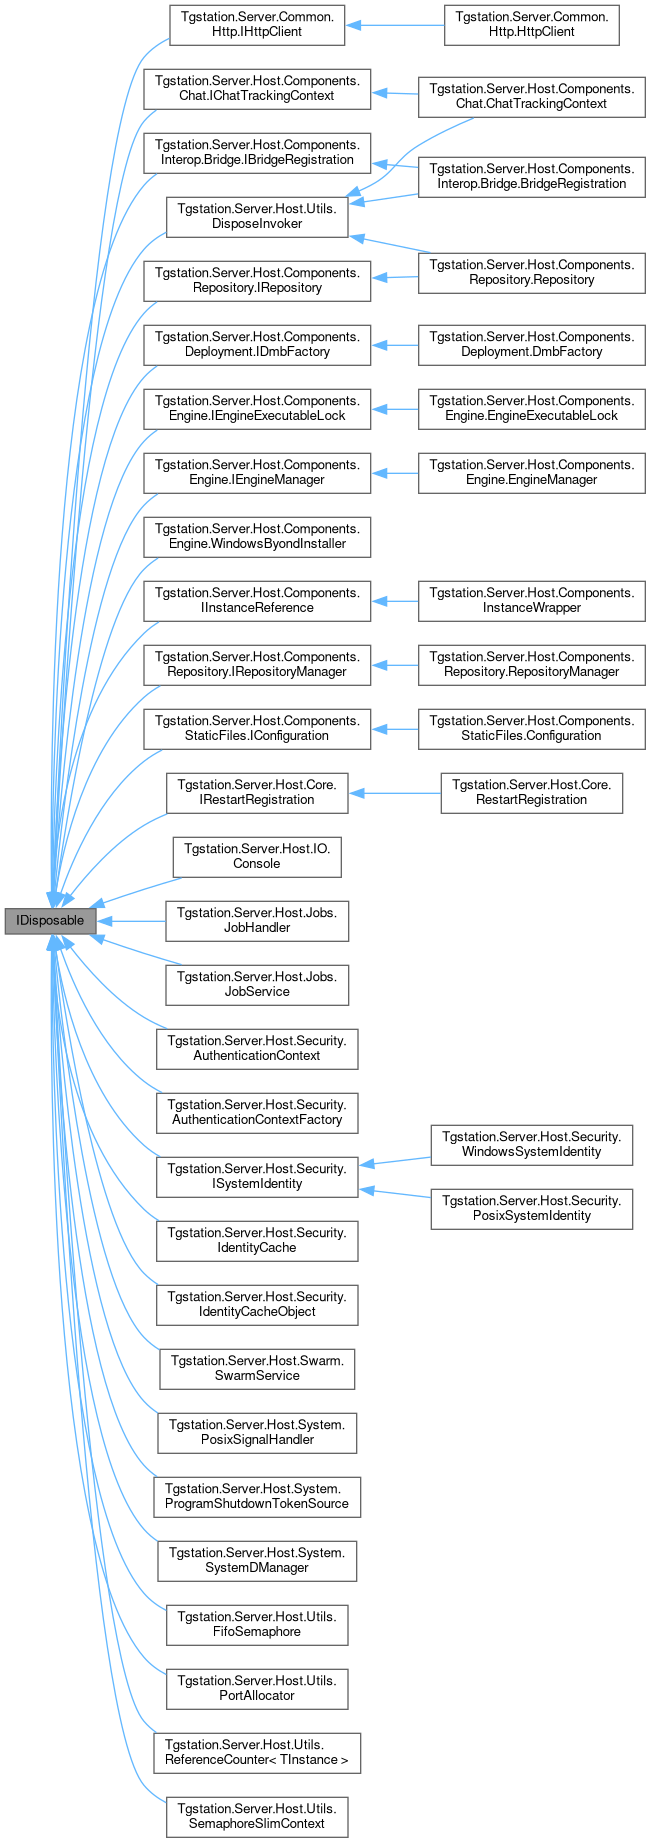 Tgstation.Server.Common.
Http.IHttpClient
Tgstation.Server.Common.
Http.HttpClient
Tgstation.Server.Host.Components.
Chat.IChatTrackingContext
Tgstation.Server.Host.Components.
Chat.ChatTrackingContext
Tgstation.Server.Host.Components.
Interop.Bridge.IBridgeRegistration
Tgstation.Server.Host.Components.
Interop.Bridge.BridgeRegistration
Tgstation.Server.Host.Utils.
DisposeInvoker
Tgstation.Server.Host.Components.
Repository.IRepository
Tgstation.Server.Host.Components.
Repository.Repository
Tgstation.Server.Host.Components.
Deployment.IDmbFactory
Tgstation.Server.Host.Components.
Deployment.DmbFactory
Tgstation.Server.Host.Components.
Engine.IEngineExecutableLock
Tgstation.Server.Host.Components.
Engine.EngineExecutableLock
Tgstation.Server.Host.Components.
Engine.IEngineManager
Tgstation.Server.Host.Components.
Engine.EngineManager
Tgstation.Server.Host.Components.
Engine.WindowsByondInstaller
Tgstation.Server.Host.Components.
IInstanceReference
Tgstation.Server.Host.Components.
InstanceWrapper
Tgstation.Server.Host.Components.
Repository.IRepositoryManager
Tgstation.Server.Host.Components.
Repository.RepositoryManager
Tgstation.Server.Host.Components.
StaticFiles.IConfiguration
Tgstation.Server.Host.Components.
StaticFiles.Configuration
Tgstation.Server.Host.Core.
IRestartRegistration
Tgstation.Server.Host.Core.
RestartRegistration
Tgstation.Server.Host.IO.
Console
IDisposable
Tgstation.Server.Host.Jobs.
JobHandler
Tgstation.Server.Host.Jobs.
JobService
Tgstation.Server.Host.Security.
AuthenticationContext
Tgstation.Server.Host.Security.
AuthenticationContextFactory
Tgstation.Server.Host.Security.
ISystemIdentity
Tgstation.Server.Host.Security.
WindowsSystemIdentity
Tgstation.Server.Host.Security.
PosixSystemIdentity
Tgstation.Server.Host.Security.
IdentityCache
Tgstation.Server.Host.Security.
IdentityCacheObject
Tgstation.Server.Host.Swarm.
SwarmService
Tgstation.Server.Host.System.
PosixSignalHandler
Tgstation.Server.Host.System.
ProgramShutdownTokenSource
Tgstation.Server.Host.System.
SystemDManager
Tgstation.Server.Host.Utils.
FifoSemaphore
Tgstation.Server.Host.Utils.
PortAllocator
Tgstation.Server.Host.Utils.
ReferenceCounter< TInstance >
Tgstation.Server.Host.Utils.
SemaphoreSlimContext